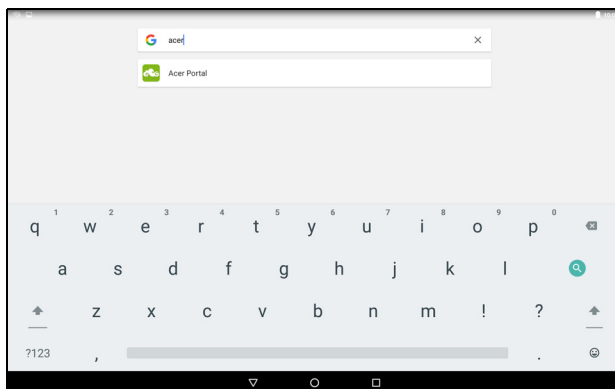 acer
Acer Portal
1 2 3 4 5 6 7 8 9 0
q w e r t y u i o p
a s d f g h j k l
z x c v b n m ! ?
?123 , .